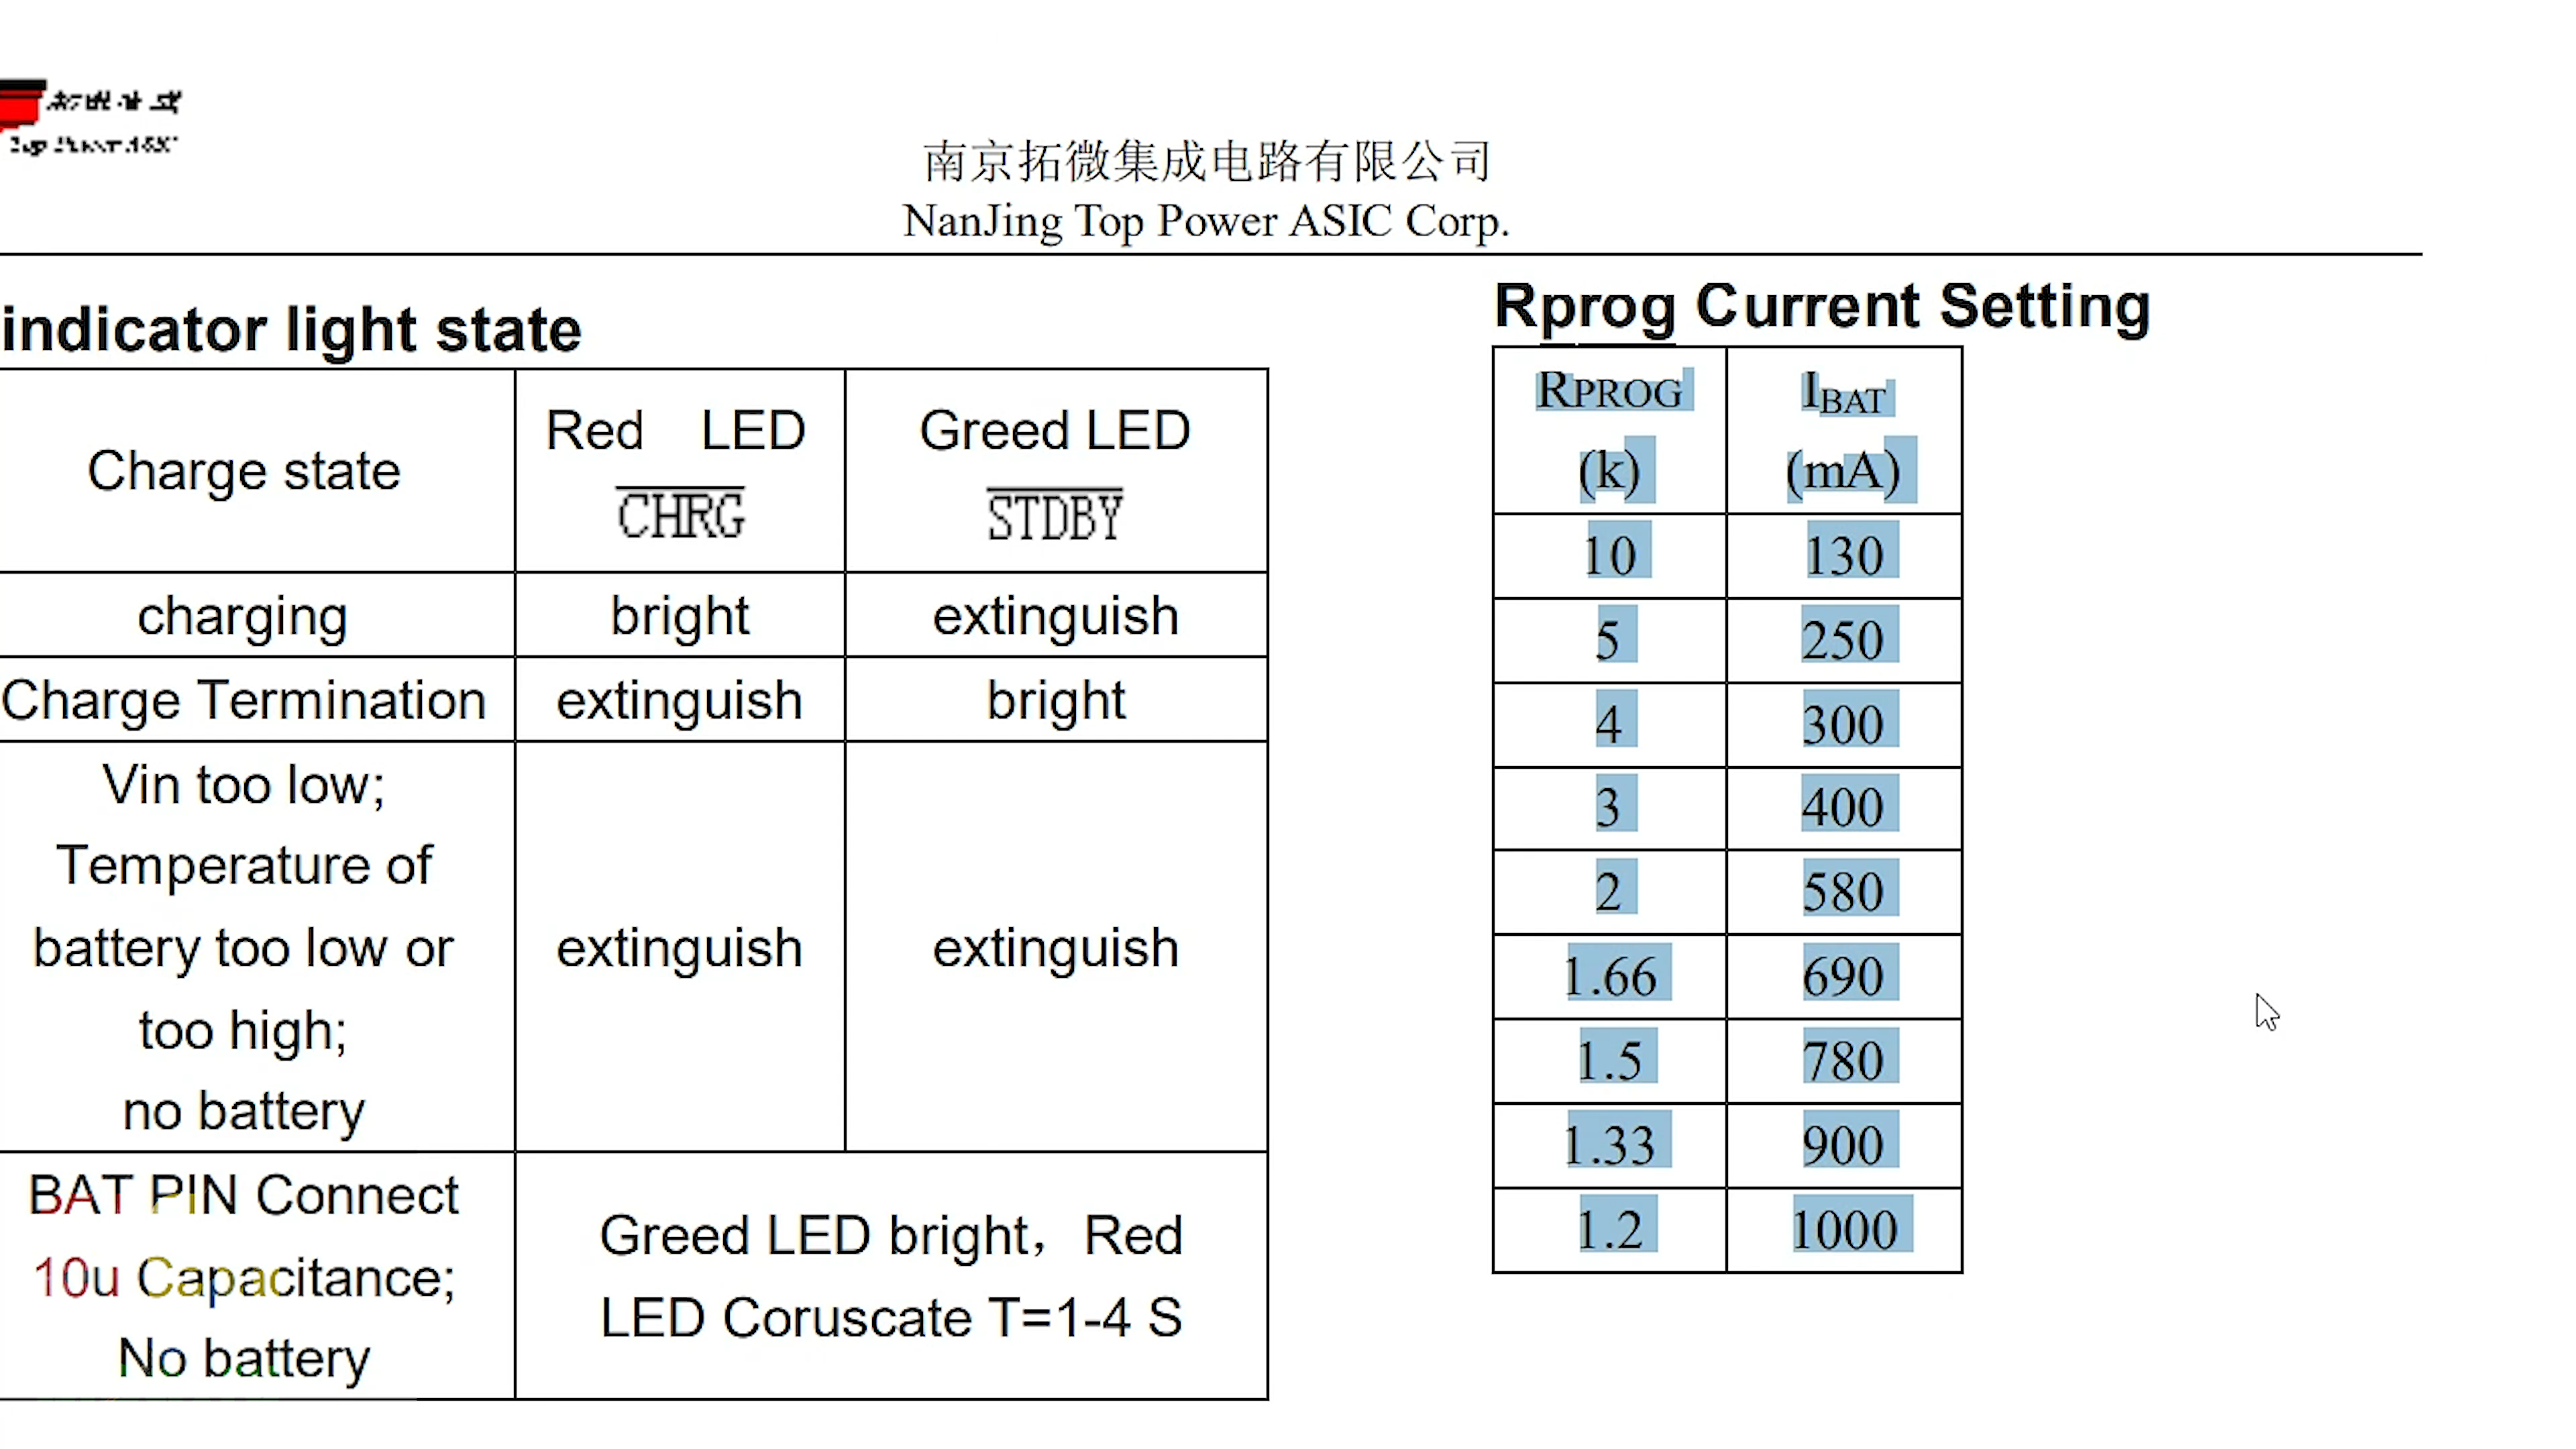 南京拓微集成电路有限公司
NanJing Top Power ASIC Corp.
indicator light state
Charge state
Red LED
CHRG
Greed LED
STDBY
charging
bright
extinguish
Charge Termination
extinguish
bright
Vin too low;
Temperature of
battery too low or
too high;
no battery
extinguish
extinguish
BAT PIN Connect
10u Capacitance;
No battery
Greed LED bright，Red
LED Coruscate T=1-4 S
Rprog Current Setting
RPROG
(k)
IBAT
(mA)
10 130
5 250
4 300
3 400
2 580
1.66 690
1.5 780
1.33 900
1.2 1000